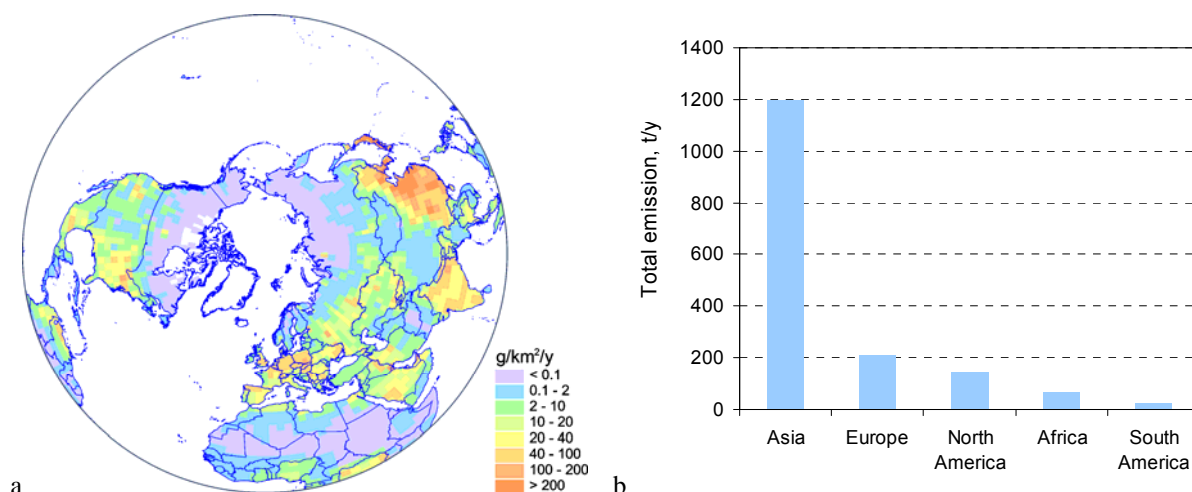 a
g/km²/y
< 0.1
0.1 - 2
2 - 10
10 - 20
20 - 40
40 - 100
100 - 200
> 200
b
Total emission, t/y
1400
1200
1000
800
600
400
200
0
Asia
Europe
North
America
Africa
South
America